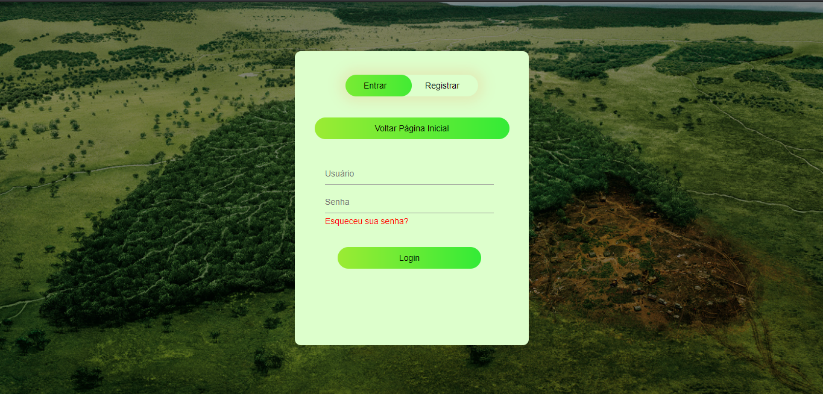 Entrar Registrar
Voltar Página Inicial
Usuário
Senha
Esqueceu sua senha?
Login